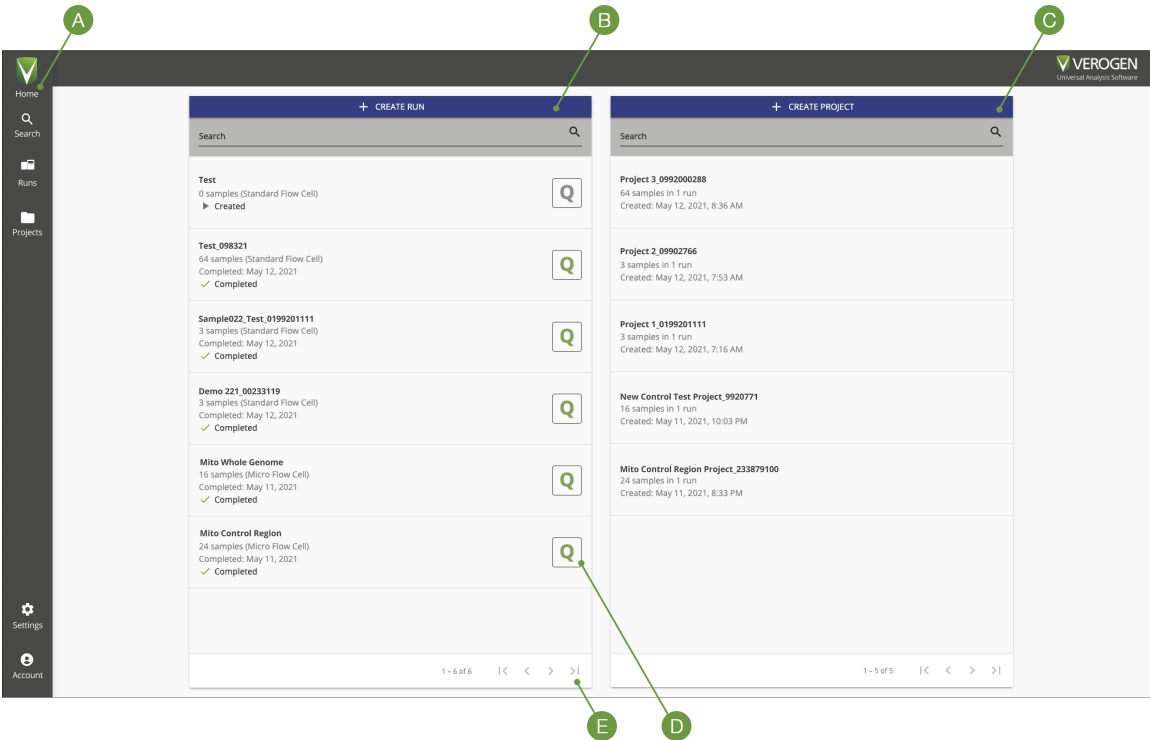 A
B
C
VEROGEN
Universal Analysis Software
Home
Search
Runs
Projects
Settings
Account
+ CREATE RUN
Search
Test
0 samples (Standard Flow Cell)
Created
Q
Test_098321
64 samples (Standard Flow Cell)
Completed: May 12, 2021
Completed
Q
Sample022_Test_0199201111
3 samples (Standard Flow Cell)
Completed: May 12, 2021
Completed
Q
Demo 221_00233119
3 samples (Standard Flow Cell)
Completed: May 12, 2021
Completed
Q
Mito Whole Genome
16 samples (Micro Flow Cell)
Completed: May 11, 2021
Completed
Q
Mito Control Region
24 samples (Micro Flow Cell)
Completed: May 11, 2021
Completed
Q
1 – 6 of 6
+ CREATE PROJECT
Search
Project 3_0992000288
64 samples in 1 run
Created: May 12, 2021, 8:36 AM
Project 2_09902766
3 samples in 1 run
Created: May 12, 2021, 7:53 AM
Project 1_0199201111
3 samples in 1 run
Created: May 12, 2021, 7:16 AM
New Control Test Project_9920771
16 samples in 1 run
Created: May 11, 2021, 10:03 PM
Mito Control Region Project_233879100
24 samples in 1 run
Created: May 11, 2021, 8:33 PM
1 – 5 of 5
E
D